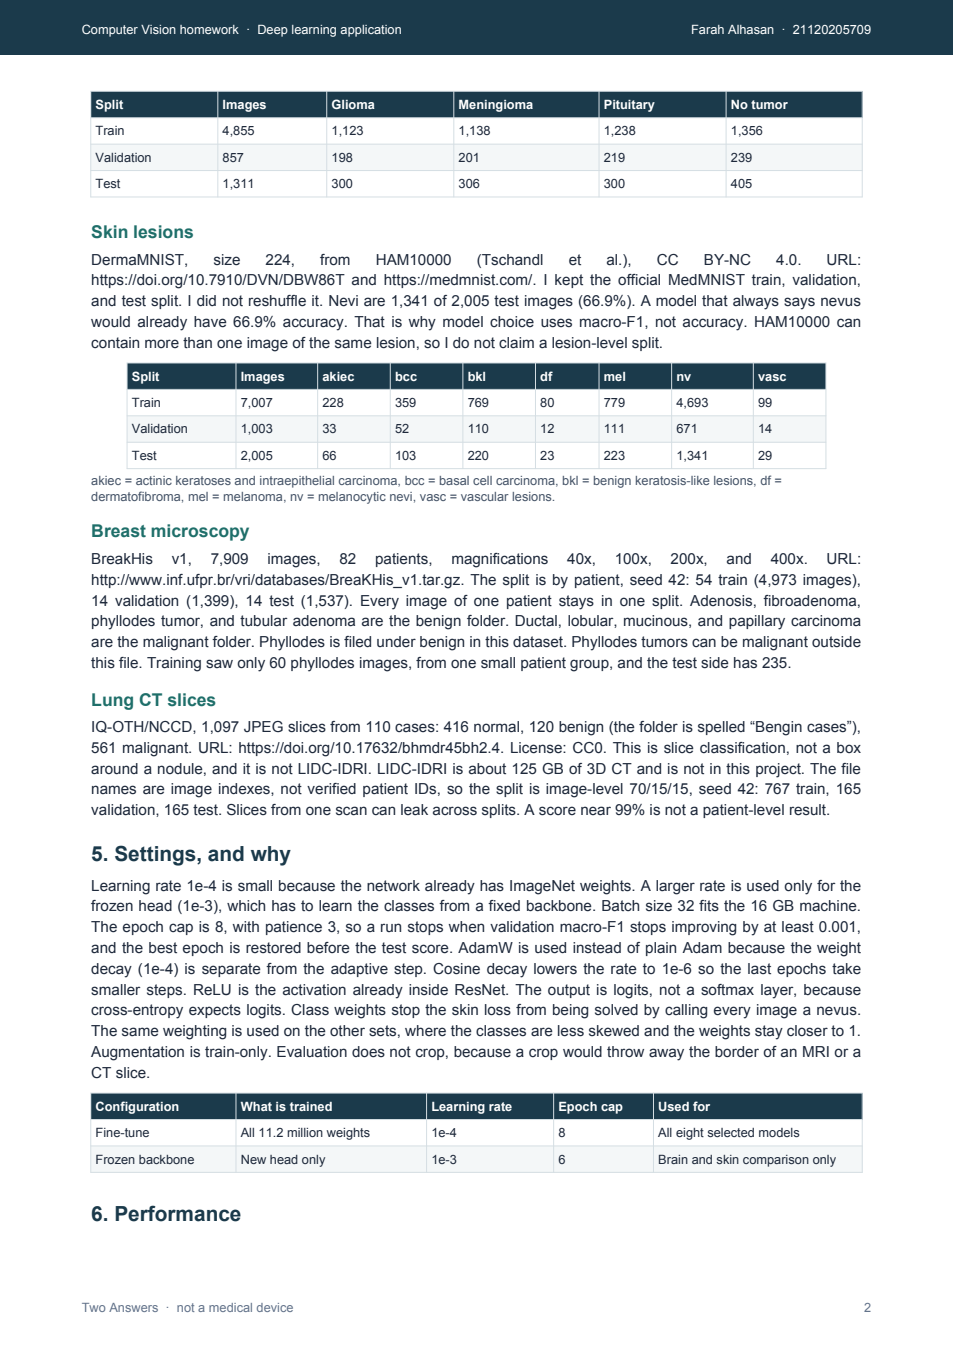 Computer Vision homework · Deep learning application Farah Alhasan · 21120205709
Split Images Glioma Meningioma Pituitary No tumor
Train 4,855 1,123 1,138 1,238 1,356
Validation 857 198 201 219 239
Test 1,311 300 306 300 405
Skin lesions
DermaMNIST, size 224, from HAM10000 (Tschandl et al.), CC BY-NC 4.0. URL:
https://doi.org/10.7910/DVN/DBW86T and https://medmnist.com/. I kept the official MedMNIST train, validation,
and test split. I did not reshuffle it. Nevi are 1,341 of 2,005 test images (66.9%). A model that always says nevus
would already have 66.9% accuracy. That is why model choice uses macro-F1, not accuracy. HAM10000 can
contain more than one image of the same lesion, so I do not claim a lesion-level split.
Split Images akiec bcc bkl df mel nv vasc
Train 7,007 228 359 769 80 779 4,693 99
Validation 1,003 33 52 110 12 111 671 14
Test 2,005 66 103 220 23 223 1,341 29
akiec = actinic keratoses and intraepithelial carcinoma, bcc = basal cell carcinoma, bkl = benign keratosis-like lesions, df =
dermatofibroma, mel = melanoma, nv = melanocytic nevi, vasc = vascular lesions.
Breast microscopy
BreakHis v1, 7,909 images, 82 patients, magnifications 40x, 100x, 200x, and 400x. URL:
http://www.inf.ufpr.br/vri/databases/BreaKHis_v1.tar.gz. The split is by patient, seed 42: 54 train (4,973 images),
14 validation (1,399), 14 test (1,537). Every image of one patient stays in one split. Adenosis, fibroadenoma,
phyllodes tumor, and tubular adenoma are the benign folder. Ductal, lobular, mucinous, and papillary carcinoma
are the malignant folder. Phyllodes is filed under benign in this dataset. Phyllodes tumors can be malignant outside
this file. Training saw only 60 phyllodes images, from one small patient group, and the test side has 235.
Lung CT slices
IQ-OTH/NCCD, 1,097 JPEG slices from 110 cases: 416 normal, 120 benign (the folder is spelled “Bengin cases”),
561 malignant. URL: https://doi.org/10.17632/bhmdr45bh2.4. License: CC0. This is slice classification, not a box
around a nodule, and it is not LIDC-IDRI. LIDC-IDRI is about 125 GB of 3D CT and is not in this project. The file
names are image indexes, not verified patient IDs, so the split is image-level 70/15/15, seed 42: 767 train, 165
validation, 165 test. Slices from one scan can leak across splits. A score near 99% is not a patient-level result.
5. Settings, and why
Learning rate 1e-4 is small because the network already has ImageNet weights. A larger rate is used only for the
frozen head (1e-3), which has to learn the classes from a fixed backbone. Batch size 32 fits the 16 GB machine.
The epoch cap is 8, with patience 3, so a run stops when validation macro-F1 stops improving by at least 0.001,
and the best epoch is restored before the test score. AdamW is used instead of plain Adam because the weight
decay (1e-4) is separate from the adaptive step. Cosine decay lowers the rate to 1e-6 so the last epochs take
smaller steps. ReLU is the activation already inside ResNet. The output is logits, not a softmax layer, because
cross-entropy expects logits. Class weights stop the skin loss from being solved by calling every image a nevus.
The same weighting is used on the other sets, where the classes are less skewed and the weights stay closer to 1.
Augmentation is train-only. Evaluation does not crop, because a crop would throw away the border of an MRI or a
CT slice.
Configuration What is trained Learning rate Epoch cap Used for
Fine-tune All 11.2 million weights 1e-4 8 All eight selected models
Frozen backbone New head only 1e-3 6 Brain and skin comparison only
6. Performance
Two Answers · not a medical device 2